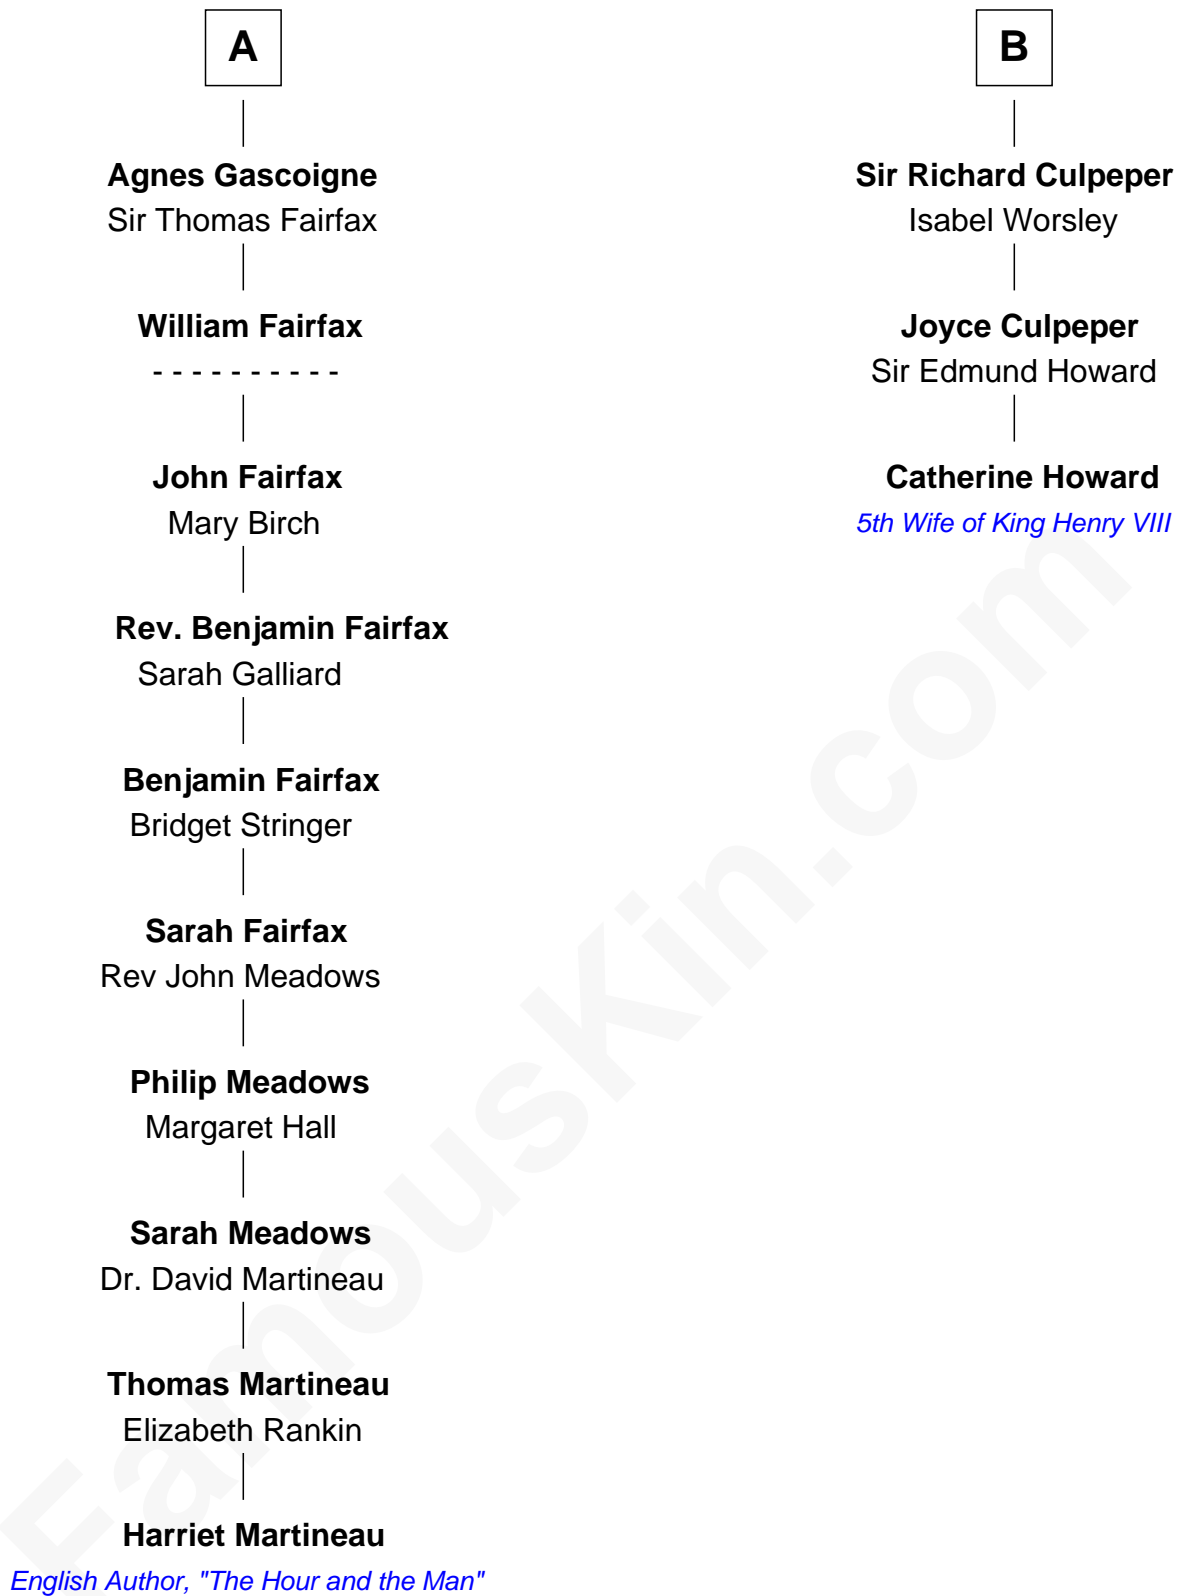 A
Agnes Gascoigne
Sir Thomas Fairfax
William Fairfax
- - - - - - - - - -
John Fairfax
Mary Birch
Rev. Benjamin Fairfax
Sarah Galliard
Benjamin Fairfax
Bridget Stringer
Sarah Fairfax
Rev John Meadows
Philip Meadows
Margaret Hall
Sarah Meadows
Dr. David Martineau
Thomas Martineau
Elizabeth Rankin
Harriet Martineau
English Author, "The Hour and the Man"
B
Sir Richard Culpeper
Isabel Worsley
Joyce Culpeper
Sir Edmund Howard
Catherine Howard
5th Wife of King Henry VIII
FamousKin.com